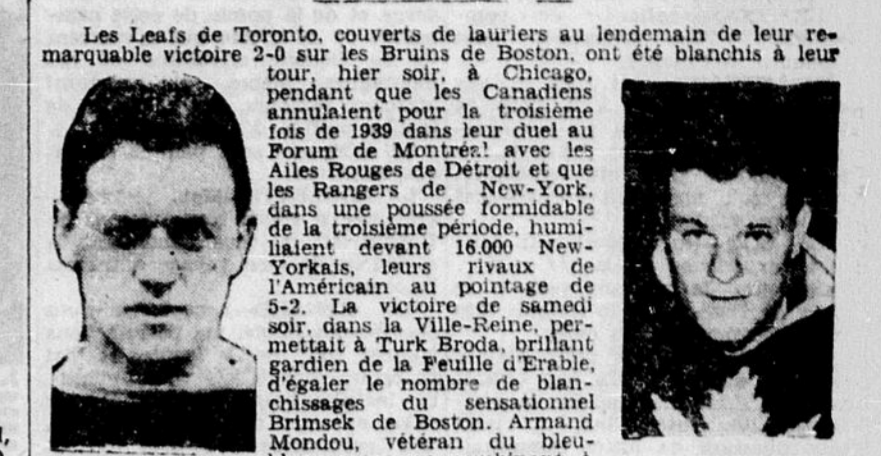 Les Leafs de Toronto, couverts de lauriers au lendemain de leur re-
marquable victoire 2-0 sur les Bruins de Boston, ont été blanchis à leur
tour, hier soir, à Chicago,
pendant que les Canadiens
annulaient pour la troisième
fois de 1939 dans leur duel au
Forum de Montréal avec les
Ailes Rouges de Détroit et que
les Rangers de New-York,
dans une poussée formidable
de la troisième période, humi-
liaient devant 16.000 New-
Yorkais, leurs rivaux de
l'Américain au pointage de
5-2. La victoire de samedi
soir, dans la Ville-Reine, per-
mettait à Turk Broda, brillant
gardien de la Feuille d'Erable,
d'égaler le nombre de blan-
chissages du sensationnel
Brimsek de Boston. Armand
Mondou, vétéran du bleu-